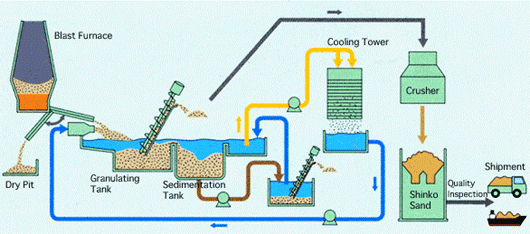 Blast Furnace
Cooling Tower
Crusher
Dry Pit
Granulating
Tank
Sedimentation
Tank
Shinko
Sand
Quality
Inspection
Shipment